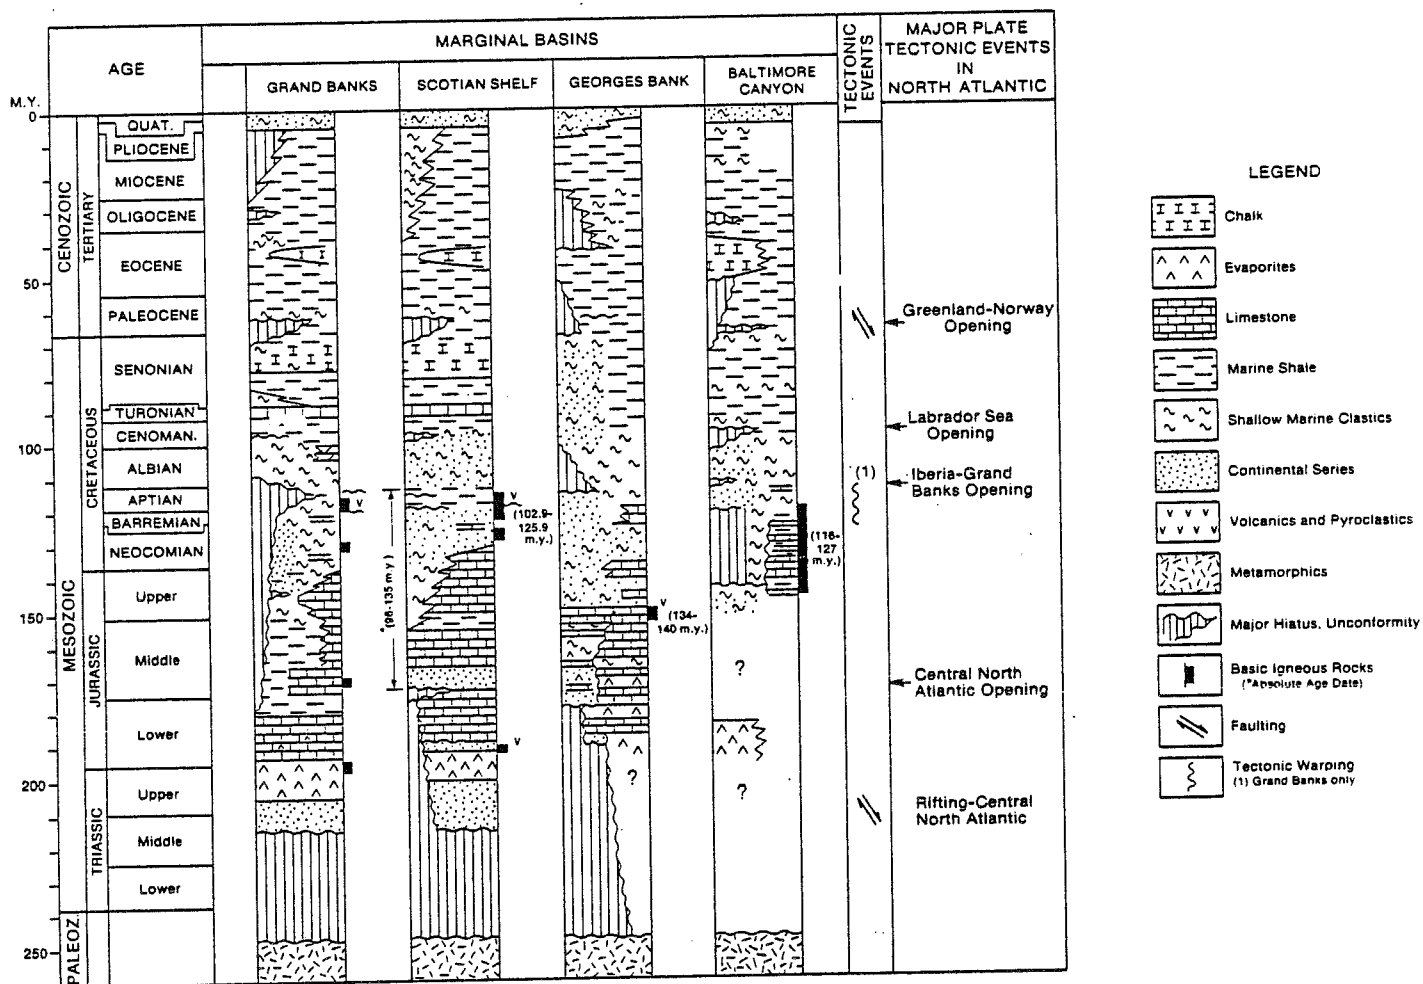 AGE
MARGINAL BASINS
TECTONIC EVENTS
MAJOR PLATE
TECTONIC EVENTS
IN
NORTH ATLANTIC
GRAND BANKS
SCOTIAN SHELF
GEORGES BANK
BALTIMORE
CANYON
M.Y.
0
50
100
150
200
250
CENOZOIC
MESOZOIC
PALEOZ.
TERTIARY
CRETACEOUS
JURASSIC
TRIASSIC
QUAT.
PLIOCENE
MIOCENE
OLIGOCENE
EOCENE
PALEOCENE
SENONIAN
TURONIAN
CENOMAN.
ALBIAN
APTIAN
BARREMIAN
NEOCOMIAN
Upper
Middle
Lower
Upper
Middle
Lower
V
*(96-135 m y)
V
(102.9-
125.9
m.y.)
V
V
(134-
140 m.y.)
?
(116-
127
m.y.)
?
?
(1)
Greenland-Norway
Opening
Labrador Sea
Opening
Iberia-Grand
Banks Opening
Central North
Atlantic Opening
Rifting-Central
North Atlantic
LEGEND
Chalk
Evaporites
Limestone
Marine Shale
Shallow Marine Clastics
Continental Series
Volcanics and Pyroclastics
Metamorphics
Major Hiatus, Unconformity
Basic Igneous Rocks
(*Absolute Age Date)
Faulting
Tectonic Warping
(1) Grand Banks only